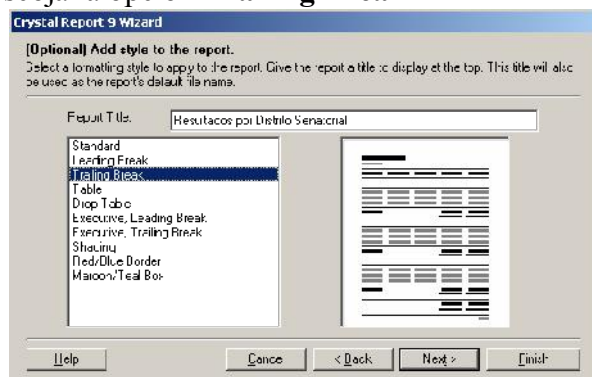 Crystal Report 9 Wizard
(Optional) Add style to the report.
Select a formatting style to apply to the report. Give the report a title to display at the top. This title will also
be used as the report's default file name.
Report Title:
Resultados por Distrito Senatorial
Standard
Leading Break
Trailing Break
Table
Drop Table
Executive, Leading Break
Executive, Trailing Break
Shading
Red/Blue Border
Maroon/Teal Box
Help
Cancel
< Back
Next >
Finish